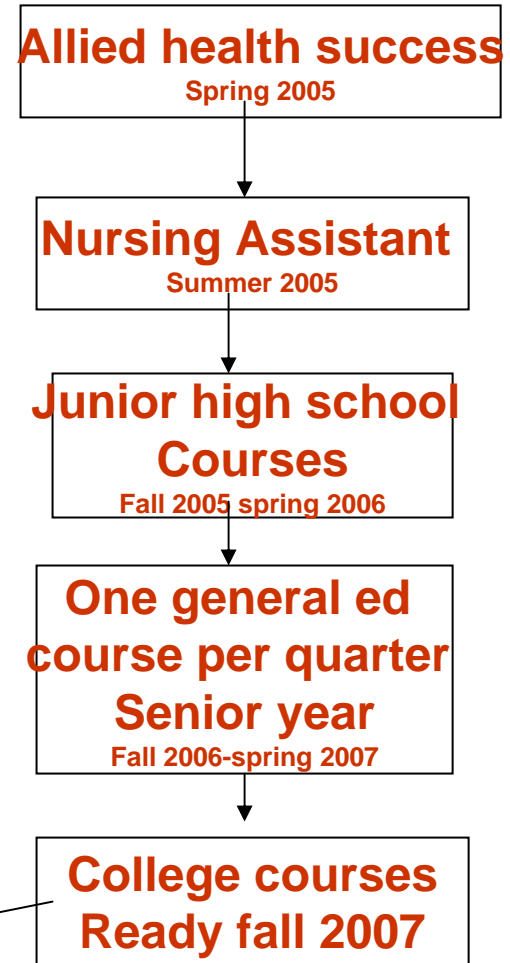 Allied health success
Spring 2005
Nursing Assistant
Summer 2005
Junior high school
Courses
Fall 2005 spring 2006
One general ed
course per quarter
Senior year
Fall 2006-spring 2007
College courses
Ready fall 2007